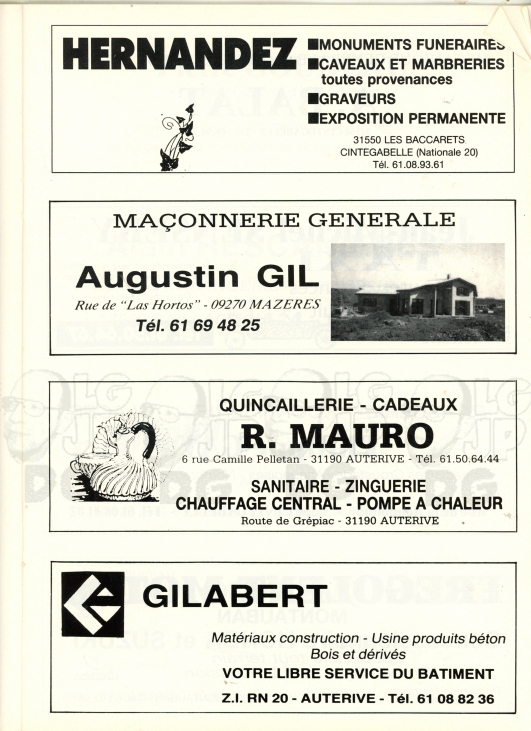 HERNANDEZ
■MONUMENTS FUNERAIRES
■CAVEAUX ET MARBRERIES
toutes provenances
■GRAVEURS
■EXPOSITION PERMANENTE
31550 LES BACCARETS
CINTEGABELLE (Nationale 20)
Tél. 61.08.93.61
MAÇONNERIE GENERALE
Augustin GIL
Rue de "Las Hortos" - 09270 MAZERES
Tél. 61 69 48 25
QUINCAILLERIE - CADEAUX
R. MAURO
6 rue Camille Pelletan - 31190 AUTERIVE - Tél. 61.50.64.44
SANITAIRE - ZINGUERIE
CHAUFFAGE CENTRAL - POMPE A CHALEUR
Route de Grépiac - 31190 AUTERIVE
GILABERT
Matériaux construction - Usine produits béton
Bois et dérivés
VOTRE LIBRE SERVICE DU BATIMENT
Z.I. RN 20 - AUTERIVE - Tél. 61 08 82 36